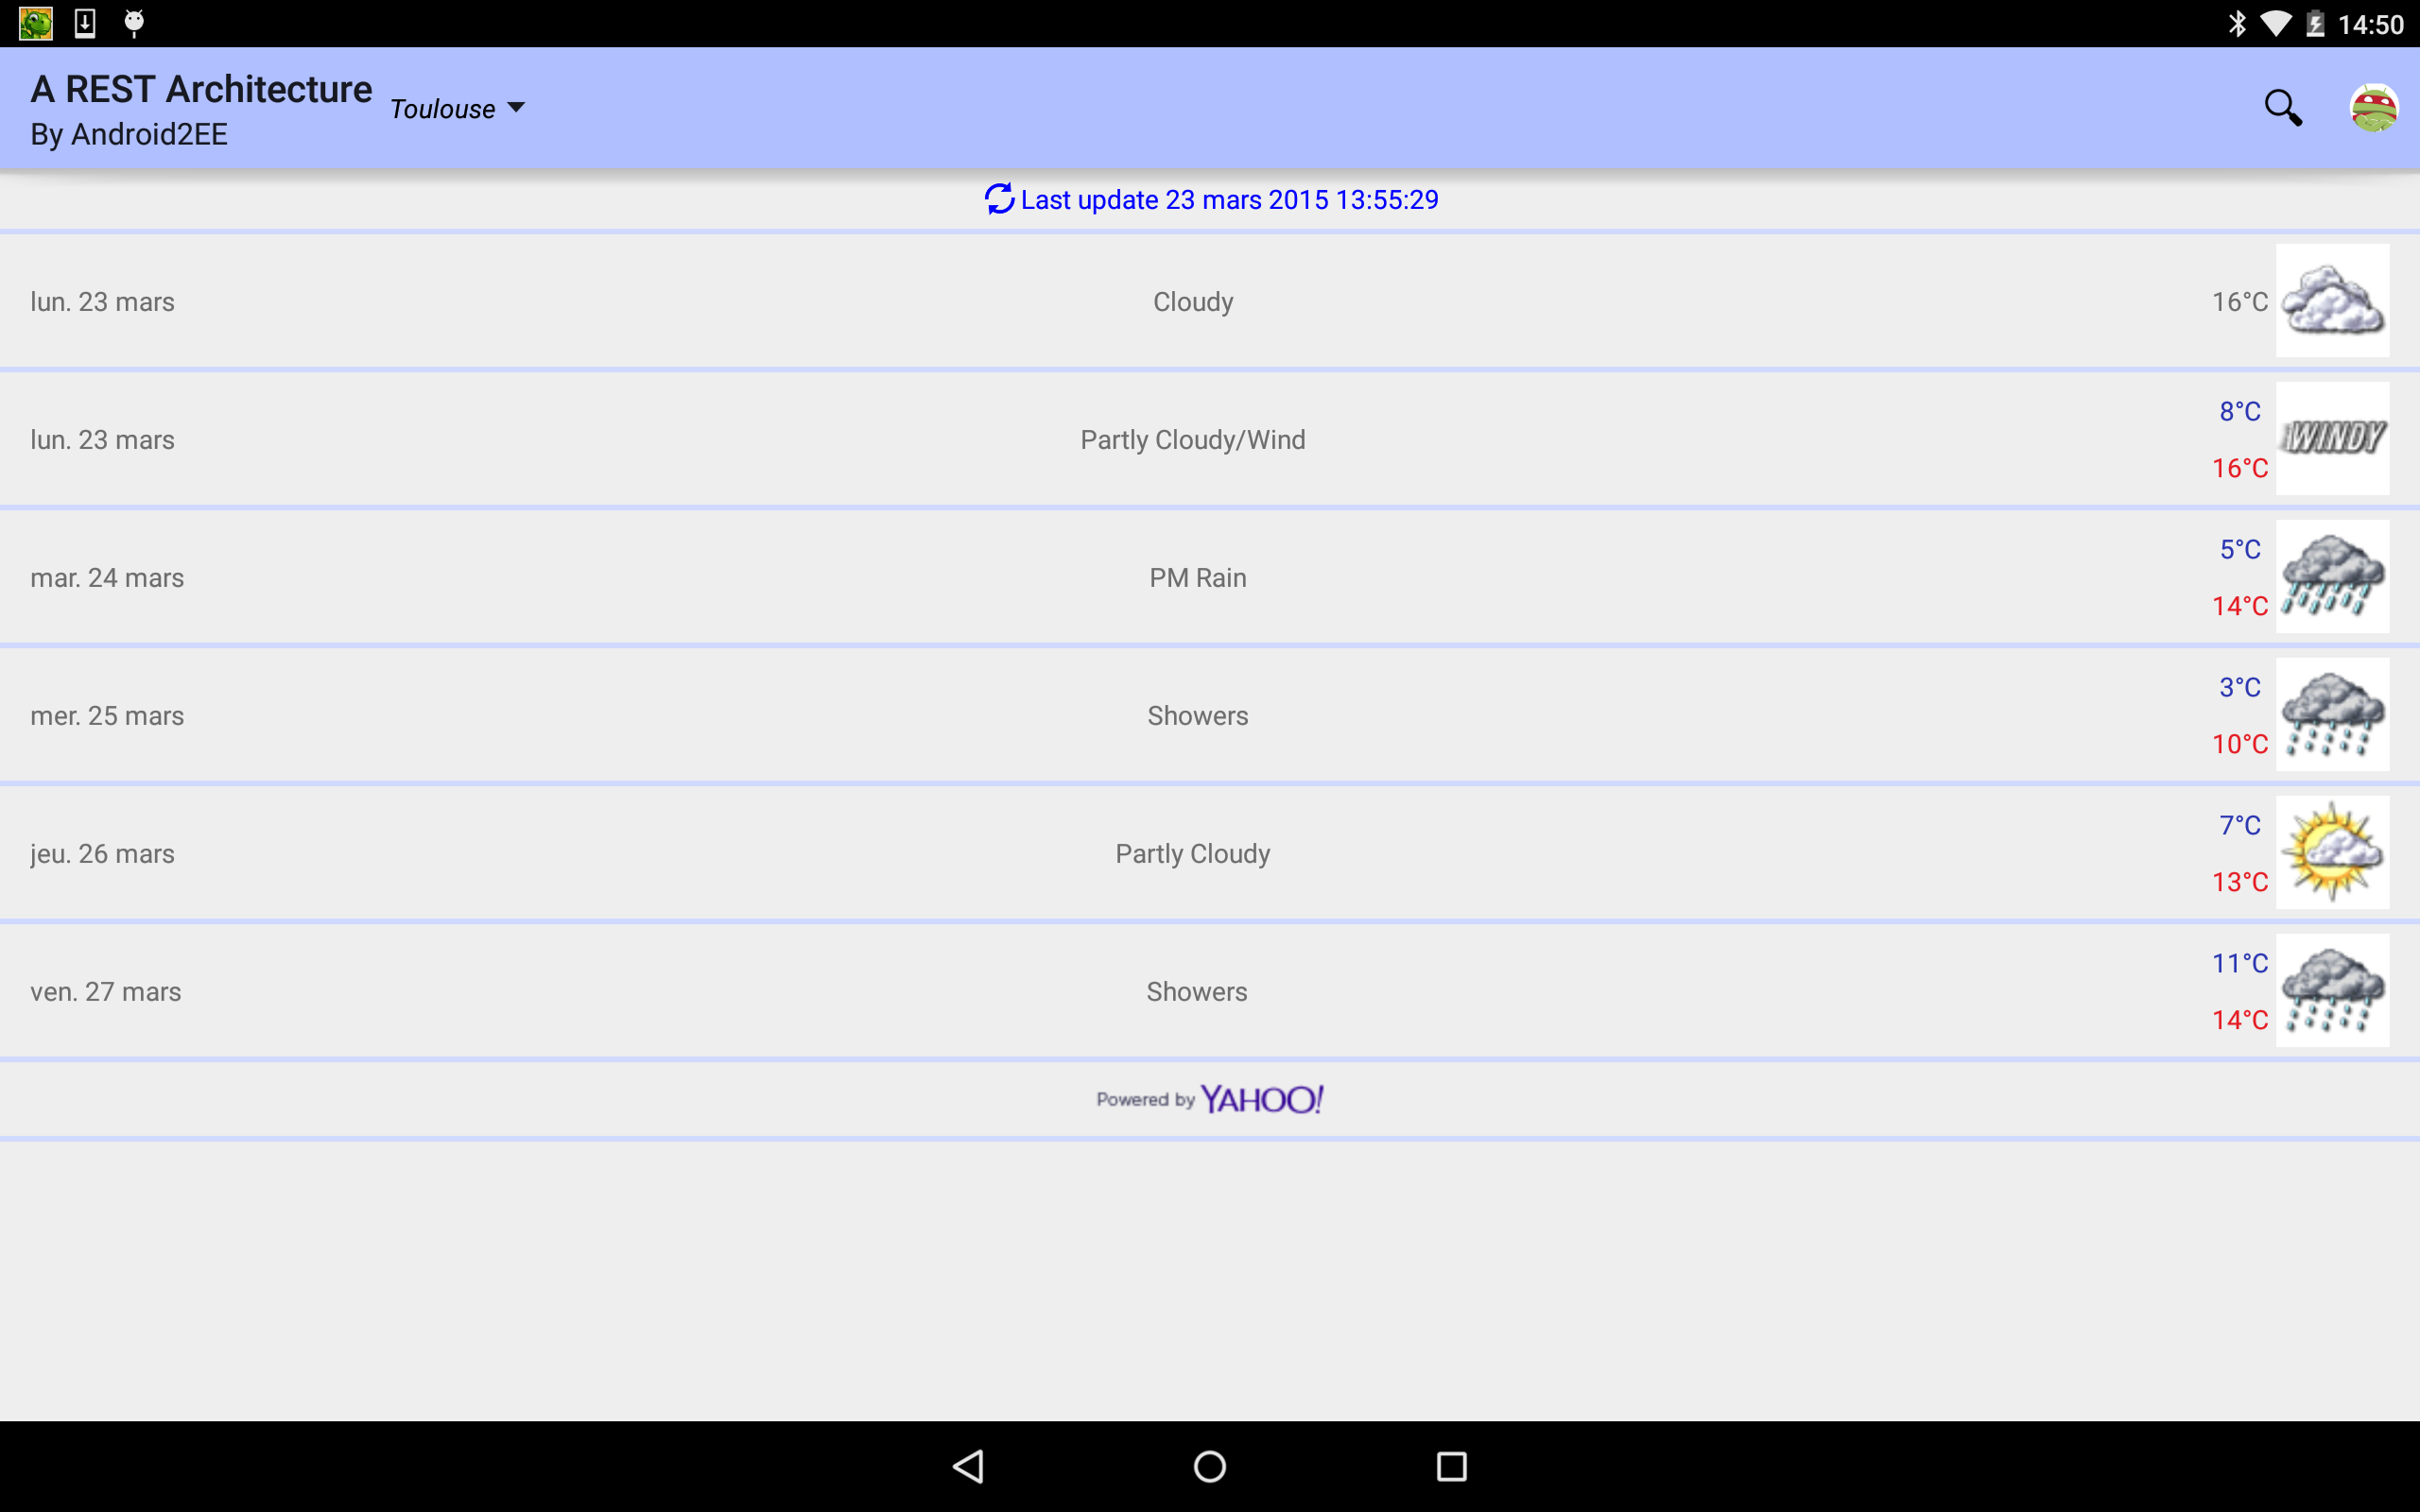 14:50
A REST Architecture
By Android2EE
Toulouse
Last update 23 mars 2015 13:55:29
lun. 23 mars
Cloudy
16°C
lun. 23 mars
Partly Cloudy/Wind
8°C
16°C
WINDY
mar. 24 mars
PM Rain
5°C
14°C
mer. 25 mars
Showers
3°C
10°C
jeu. 26 mars
Partly Cloudy
7°C
13°C
ven. 27 mars
Showers
11°C
14°C
Powered by YAHOO!